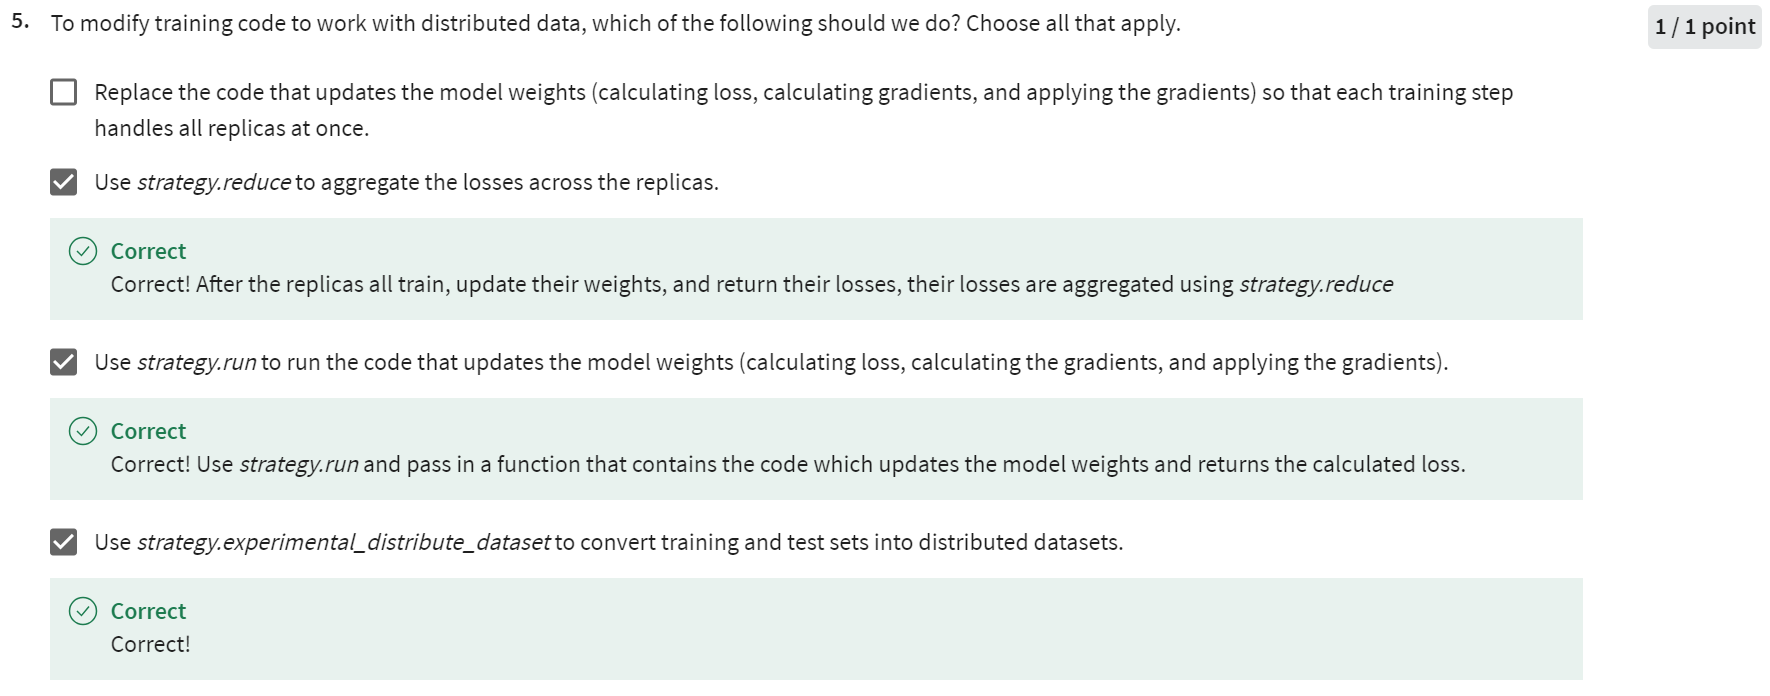 5. To modify training code to work with distributed data, which of the following should we do? Choose all that apply.
1 / 1 point
Replace the code that updates the model weights (calculating loss, calculating gradients, and applying the gradients) so that each training step
handles all replicas at once.
Use strategy.reduce to aggregate the losses across the replicas.
Correct
Correct! After the replicas all train, update their weights, and return their losses, their losses are aggregated using strategy.reduce
Use strategy.run to run the code that updates the model weights (calculating loss, calculating the gradients, and applying the gradients).
Correct
Correct! Use strategy.run and pass in a function that contains the code which updates the model weights and returns the calculated loss.
Use strategy.experimental_distribute_dataset to convert training and test sets into distributed datasets.
Correct
Correct!